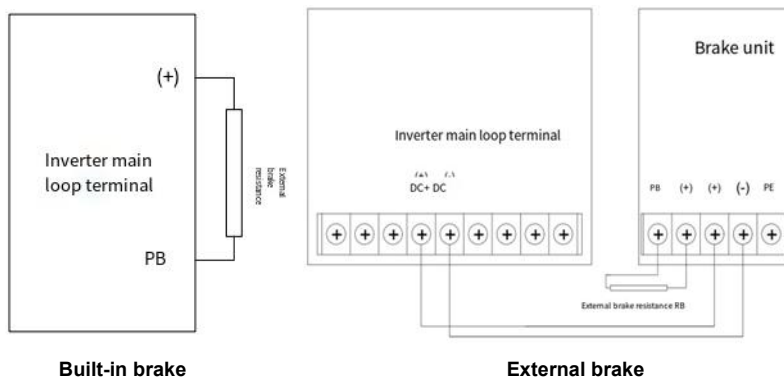 (+)
Inverter main
loop terminal
External
brake
resistance
PB
Built-in brake
Inverter main loop terminal
(+) (-)
DC+ DC
Brake unit
PB (+) (+) (-) PE
External brake resistance RB
External brake